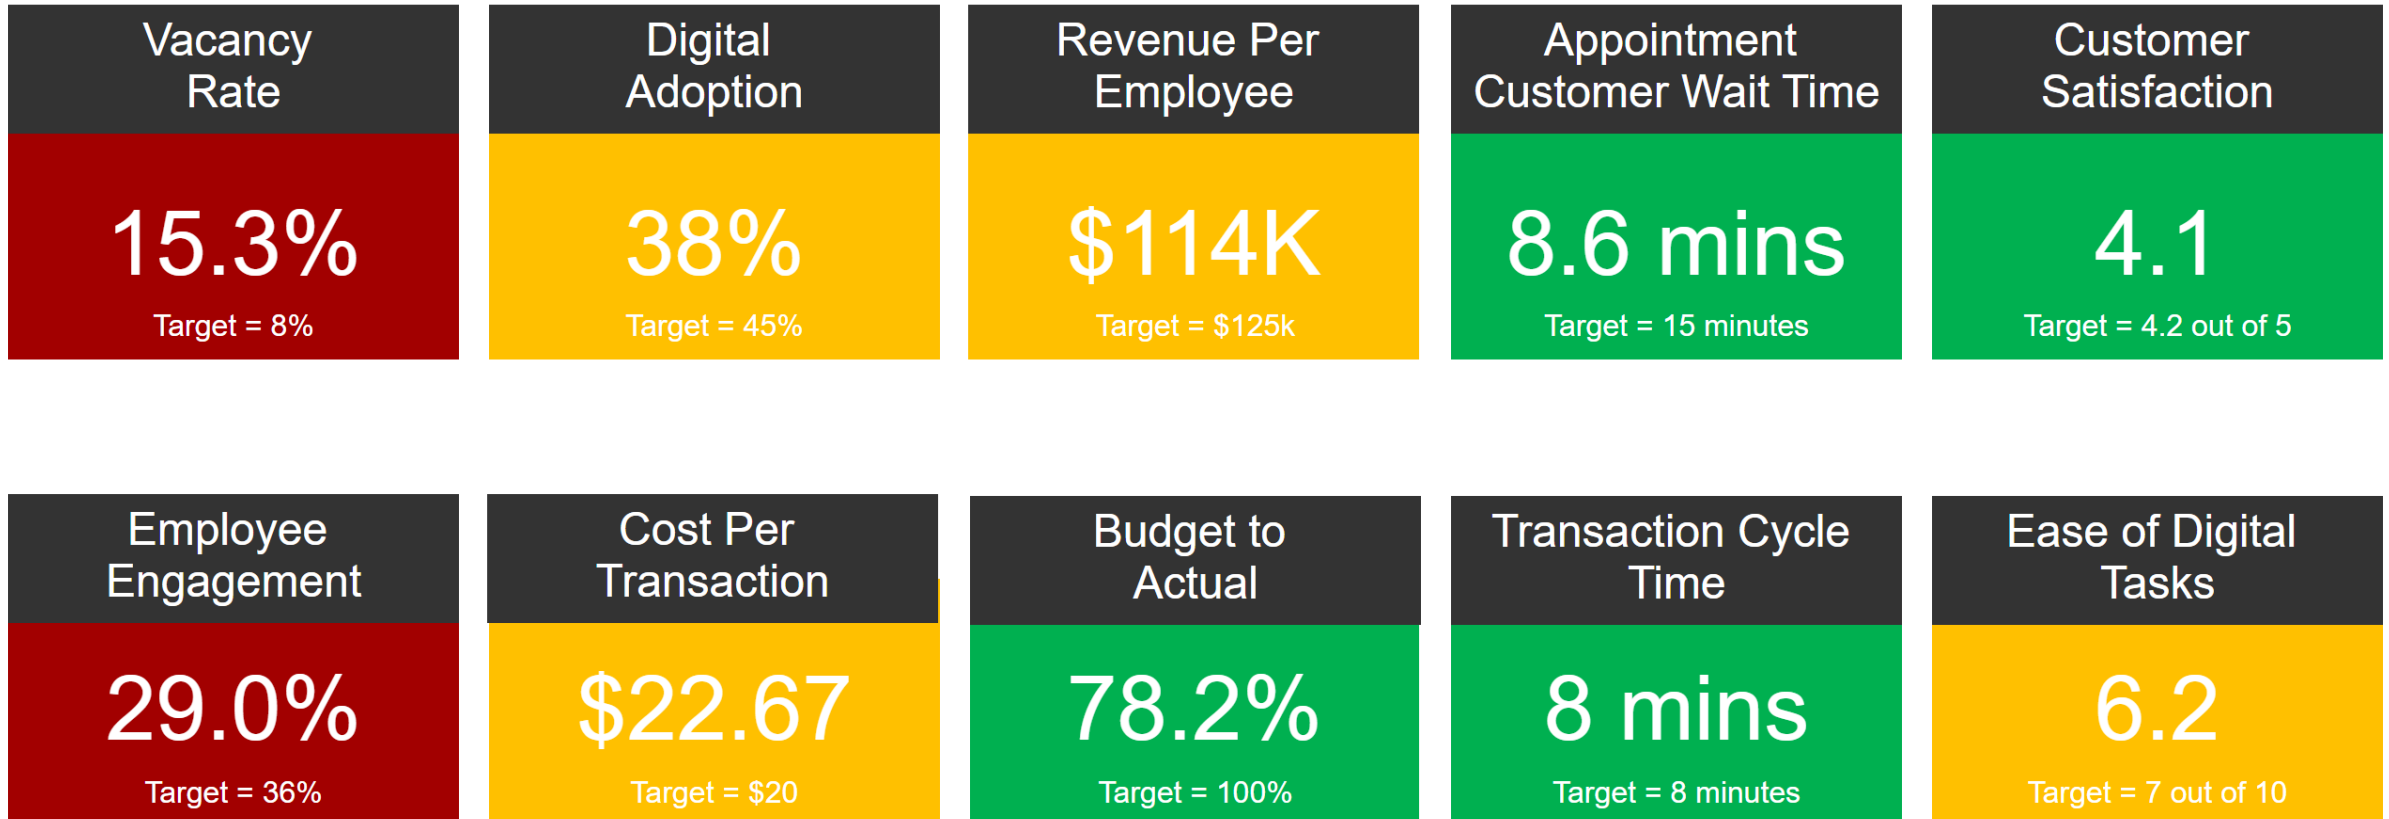 Vacancy
Rate
15.3%
Target = 8%
Digital
Adoption
38%
Target = 45%
Revenue Per
Employee
$114K
Target = $125k
Appointment
Customer Wait Time
8.6 mins
Target = 15 minutes
Customer
Satisfaction
4.1
Target = 4.2 out of 5
Employee
Engagement
29.0%
Target = 36%
Cost Per
Transaction
$22.67
Target = $20
Budget to
Actual
78.2%
Target = 100%
Transaction Cycle
Time
8 mins
Target = 8 minutes
Ease of Digital
Tasks
6.2
Target = 7 out of 10